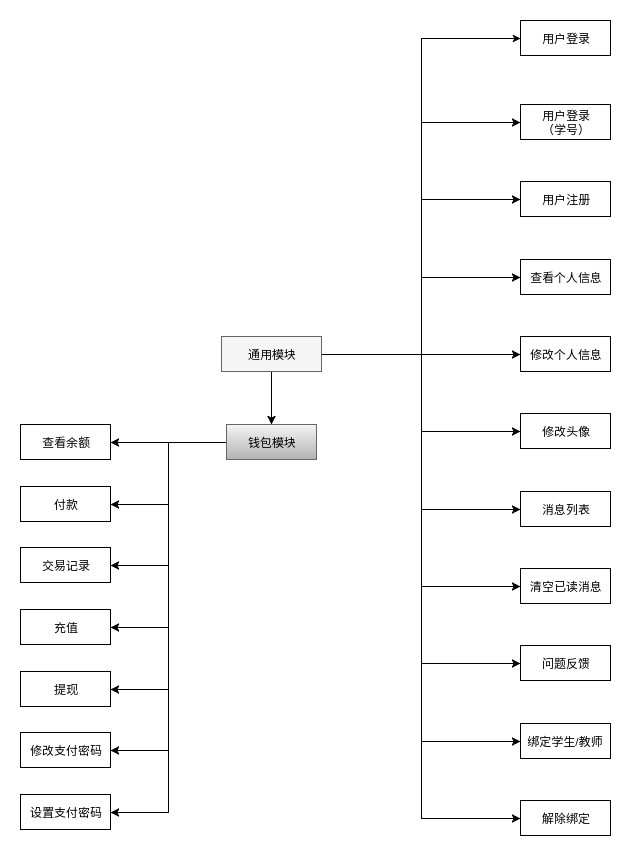 用户登录
用户登录
（学号）
用户注册
查看个人信息
通用模块
修改个人信息
修改头像
钱包模块
查看余额
付款
交易记录
充值
提现
修改支付密码
设置支付密码
消息列表
清空已读消息
问题反馈
绑定学生/教师
解除绑定